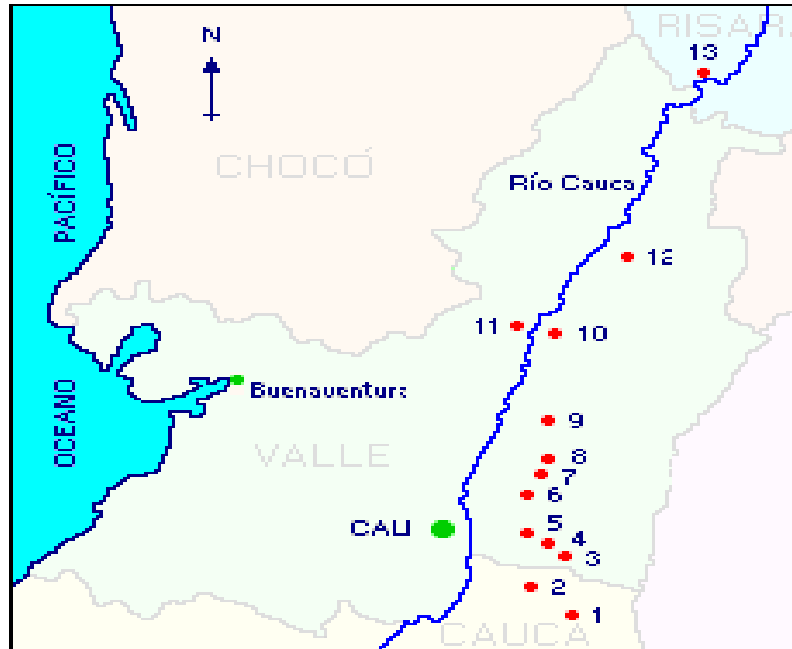 RISAR
N
13
CHOCÓ
PACÍFICO
Río Cauca
12
11
10
Buenaventura
OCEANO
9
VALLE
8
7
6
CALI
5
4
3
2
1
CAUCA